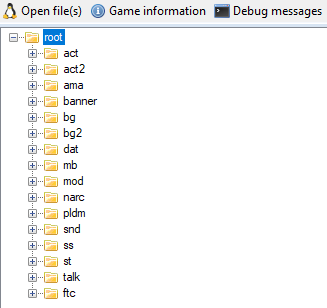 Open file(s) Game information Debug messages
root
act
act2
ama
banner
bg
bg2
dat
mb
mod
narc
pldm
snd
ss
st
talk
ftc